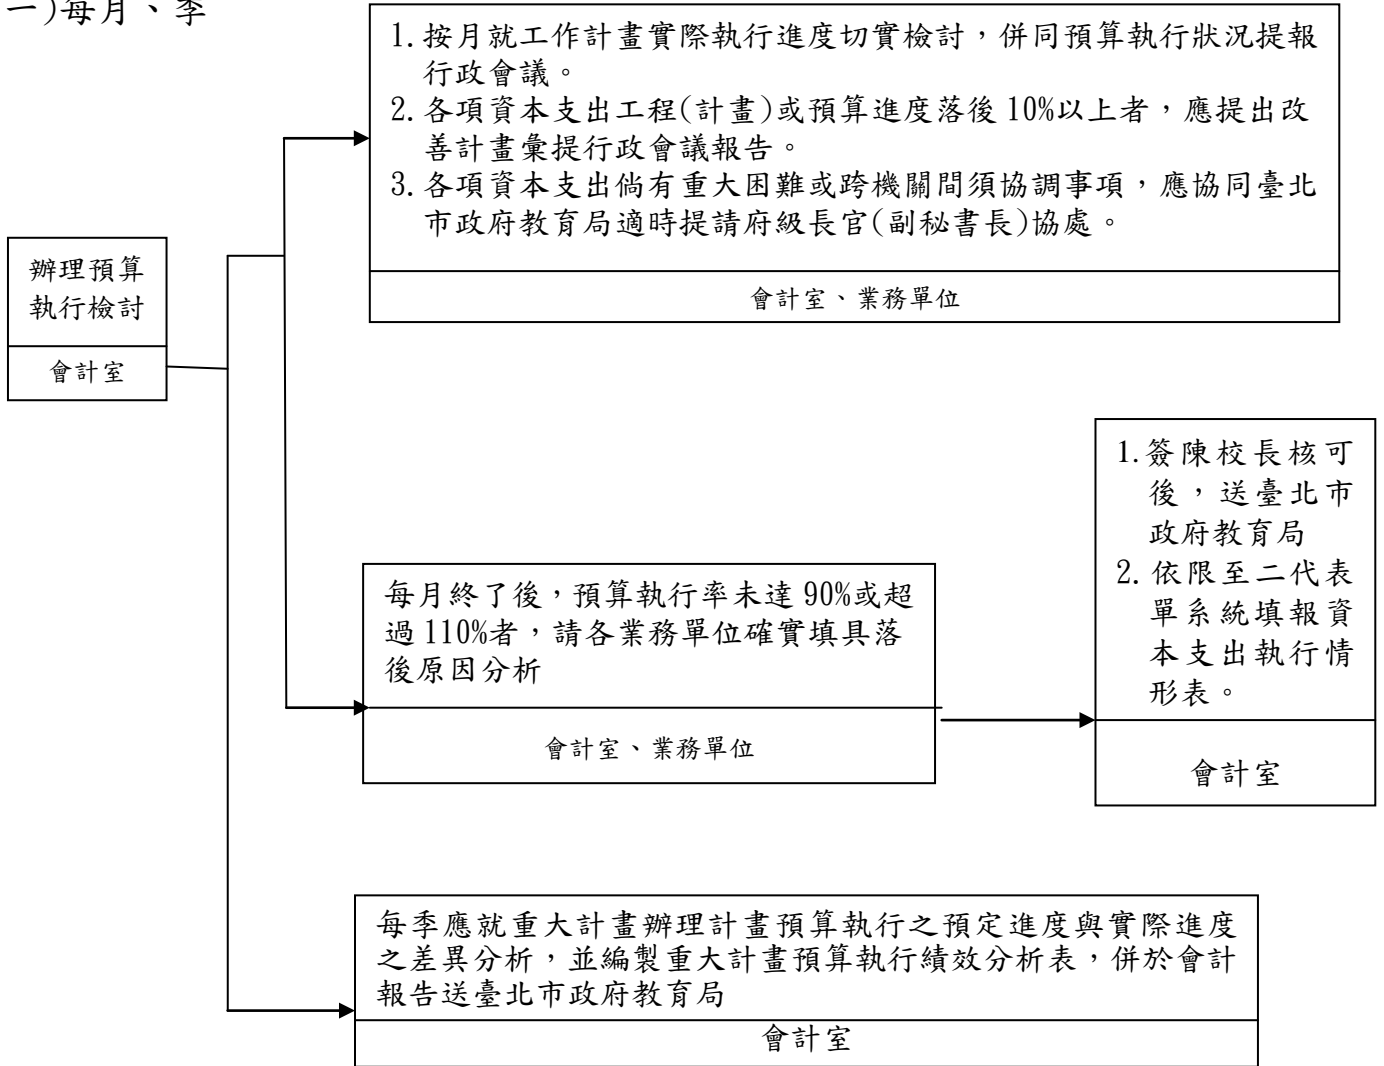 一)每月、季
1.按月就工作計畫實際執行進度切實檢討，併同預算執行狀況提報
行政會議。
2.各項資本支出工程(計畫)或預算進度落後 10%以上者，應提出改
善計畫彙提行政會議報告。
3.各項資本支出倘有重大困難或跨機關間須協調事項，應協同臺北
市政府教育局適時提請府級長官(副秘書長)協處。
會計室、業務單位
辦理預算
執行檢討
會計室
每月終了後，預算執行率未達 90%或超
過 110%者，請各業務單位確實填具落
後原因分析
會計室、業務單位
1.簽陳校長核可
後，送臺北市
政府教育局
2.依限至二代表
單系統填報資
本支出執行情
形表。
會計室
每季應就重大計畫辦理計畫預算執行之預定進度與實際進度
之差異分析，並編製重大計畫預算執行績效分析表，併於會計
報告送臺北市政府教育局
會計室